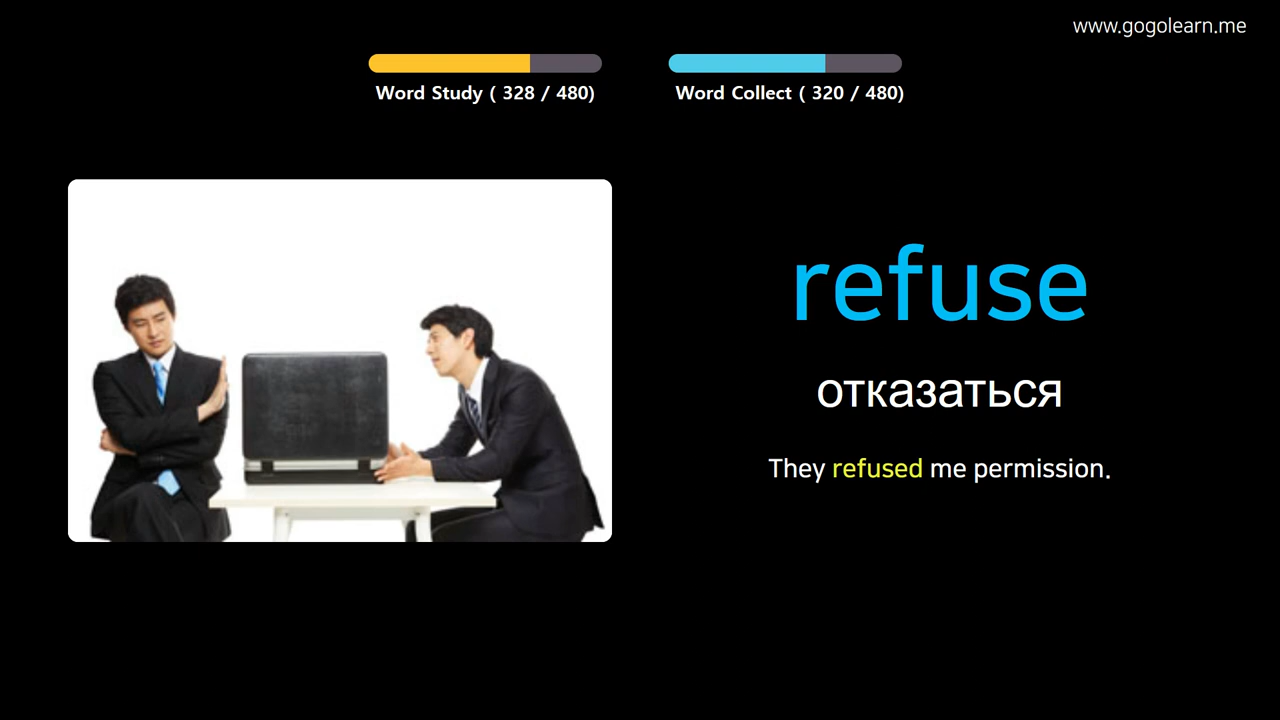 www.gogolearn.me
Word Study ( 328 / 480)
Word Collect ( 320 / 480)
refuse
отказаться
They refused me permission.